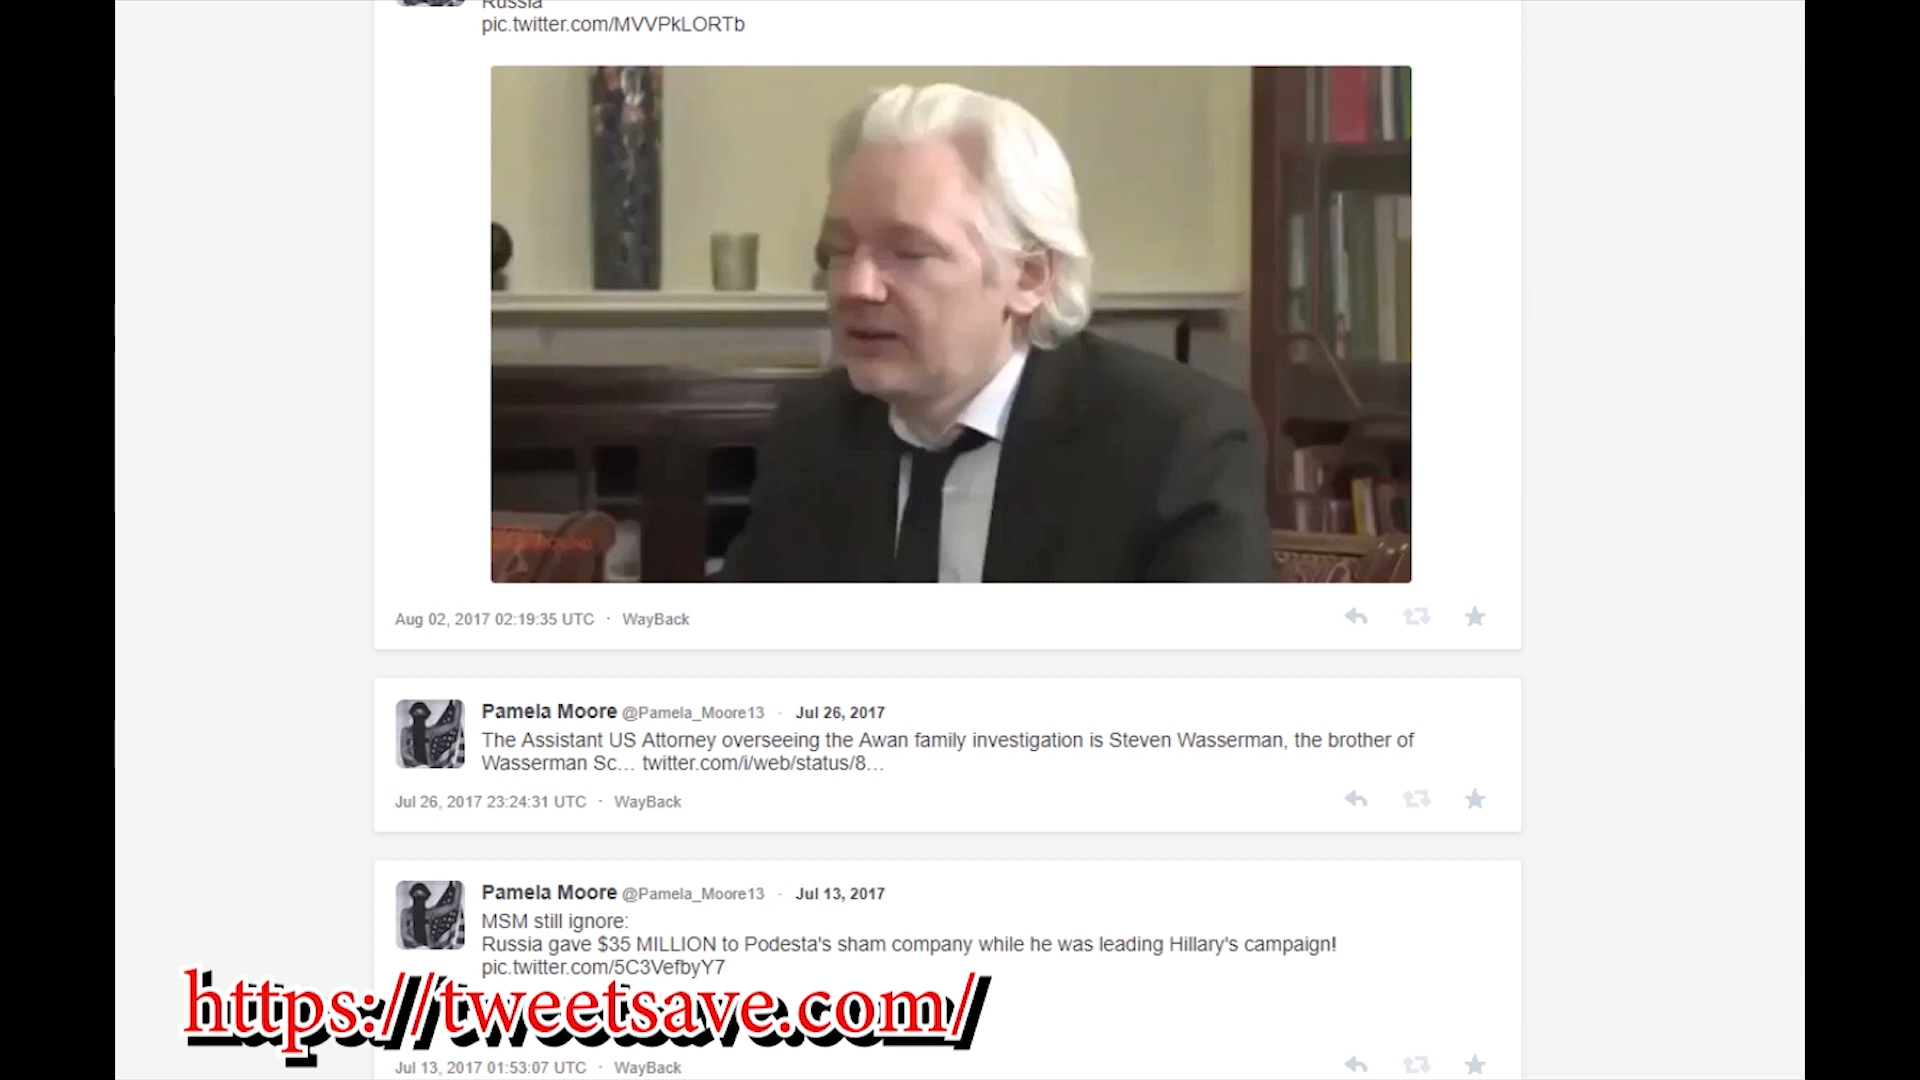 Russia
pic.twitter.com/MVVPkLORTb
Aug 02, 2017 02:19:35 UTC · WayBack
Pamela Moore @Pamela_Moore13 · Jul 26, 2017
The Assistant US Attorney overseeing the Awan family investigation is Steven Wasserman, the brother of
Wasserman Sc… twitter.com/i/web/status/8…
Jul 26, 2017 23:24:31 UTC · WayBack
Pamela Moore @Pamela_Moore13 · Jul 13, 2017
MSM still ignore:
Russia gave $35 MILLION to Podesta's sham company while he was leading Hillary's campaign!
pic.twitter.com/5C3VefbyY7
https://tweetsave.com/
Jul 13, 2017 01:53:07 UTC · WayBack